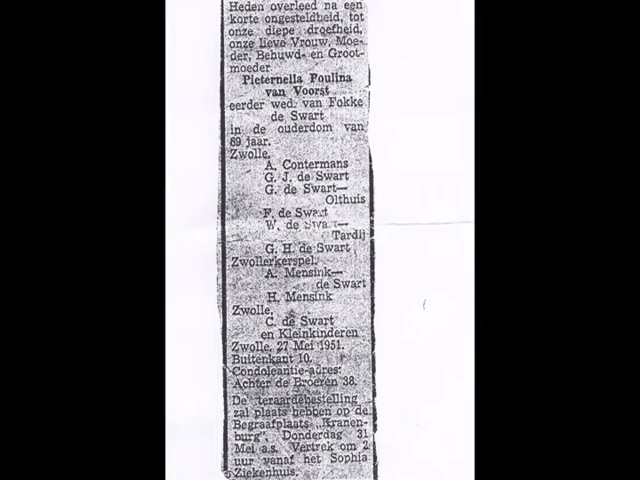 Heden overleed na een
korte ongesteldheid, tot
onze diepe droefheid,
onze lieve Vrouw, Moe-
der, Behuwd- en Groot-
moeder
Pieternella Poulina
van Voorst
eerder wed. van Fokke
de Swart
in de ouderdom van
69 jaar.
Zwolle,
A. Contermans
G. J. de Swart
G. de Swart—
Olthuis
F. de Swart
W. de Swart—
Tardij
G. H. de Swart
Zwollerkerspel,
A. Mensink—
de Swart
H. Mensink
Zwolle,
C. de Swart
en Kleinkinderen
Zwolle, 27 Mei 1951.
Buitenkant 10.
Condoleantie-adres:
Achter de Broeren 38.
De teraardebestelling
zal plaats hebben op de
Begraafplaats „Kranen-
burg”, Donderdag 31
Mei a.s. Vertrek om 2
uur vanaf het Sophia
Ziekenhuis.